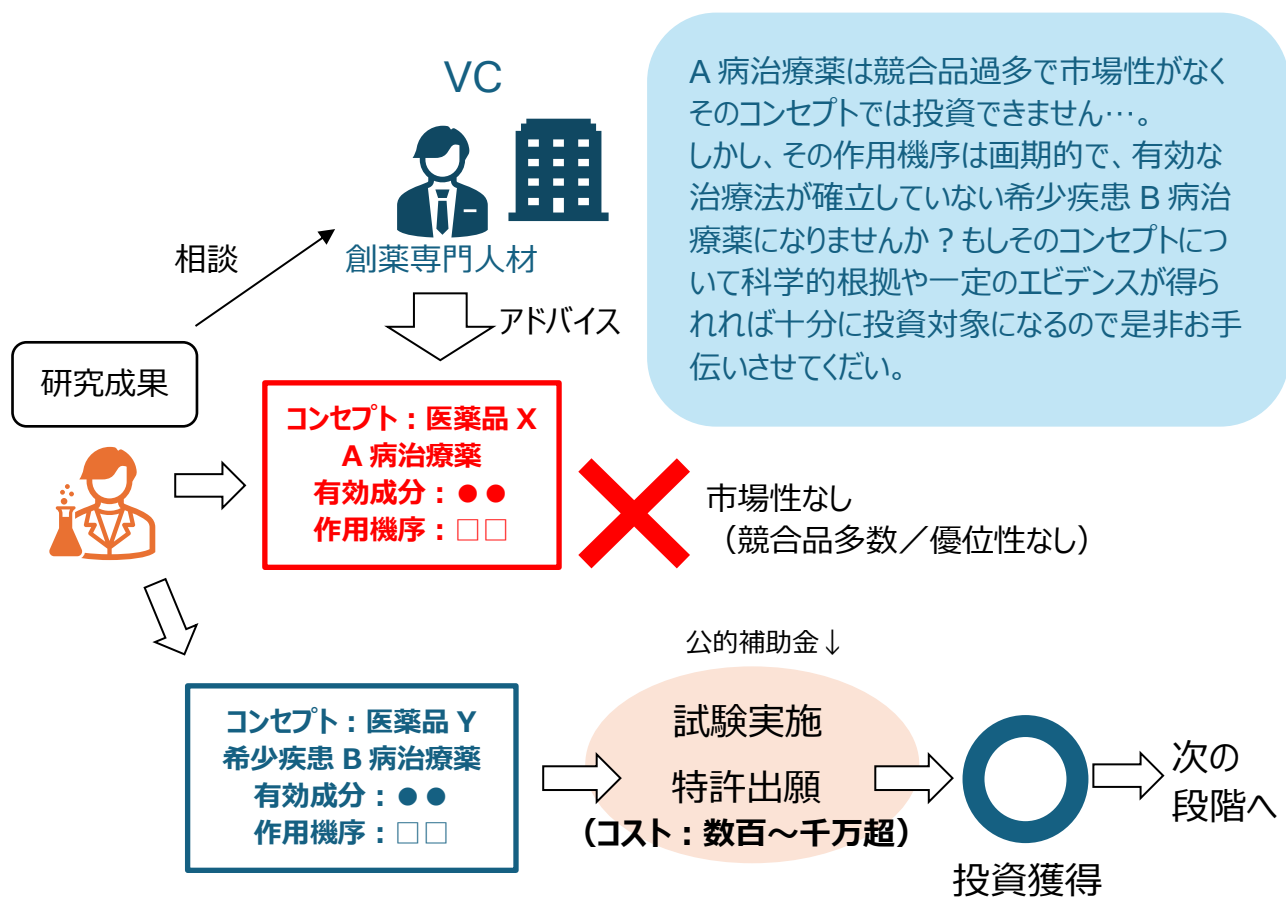 VC
創薬専門人材
相談
アドバイス
A 病治療薬は競合品過多で市場性がなく
そのコンセプトでは投資できません…。
しかし、その作用機序は画期的で、有効な
治療法が確立していない希少疾患 B 病治
療薬になりませんか？もしそのコンセプトにつ
いて科学的根拠や一定のエビデンスが得ら
れれば十分に投資対象になるので是非お手
伝いさせてくだい。
研究成果
コンセプト：医薬品 X
A 病治療薬
有効成分：●●
作用機序：□□
市場性なし
（競合品多数／優位性なし）
公的補助金↓
コンセプト：医薬品 Y
希少疾患 B 病治療薬
有効成分：●●
作用機序：□□
試験実施
特許出願
（コスト：数百～千万超）
投資獲得
次の
段階へ